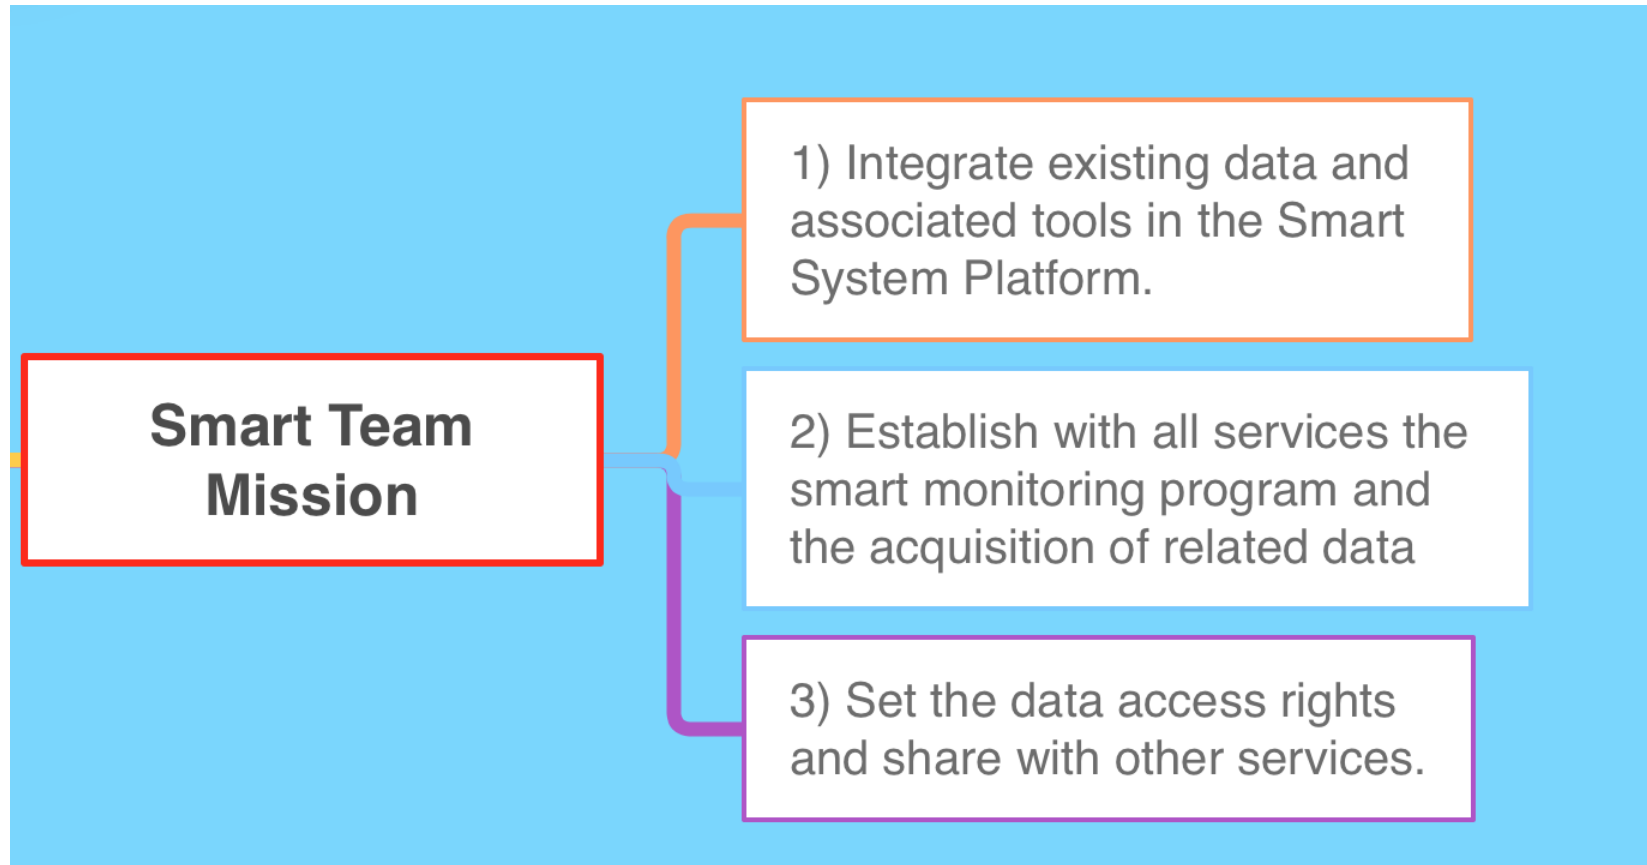 Smart Team
Mission
1) Integrate existing data and
associated tools in the Smart
System Platform.
2) Establish with all services the
smart monitoring program and
the acquisition of related data
3) Set the data access rights
and share with other services.